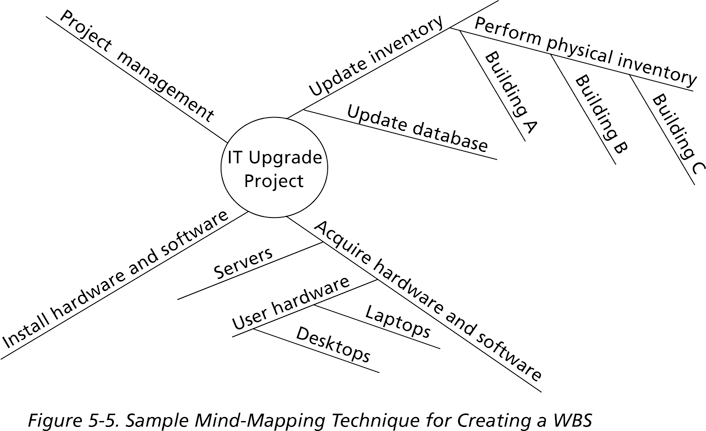 Project management
Update inventory
Perform physical inventory
Building A
Building B
Building C
Update database
IT Upgrade
Project
Install hardware and software
Acquire hardware and software
Servers
User hardware
Laptops
Desktops
Figure 5-5. Sample Mind-Mapping Technique for Creating a WBS